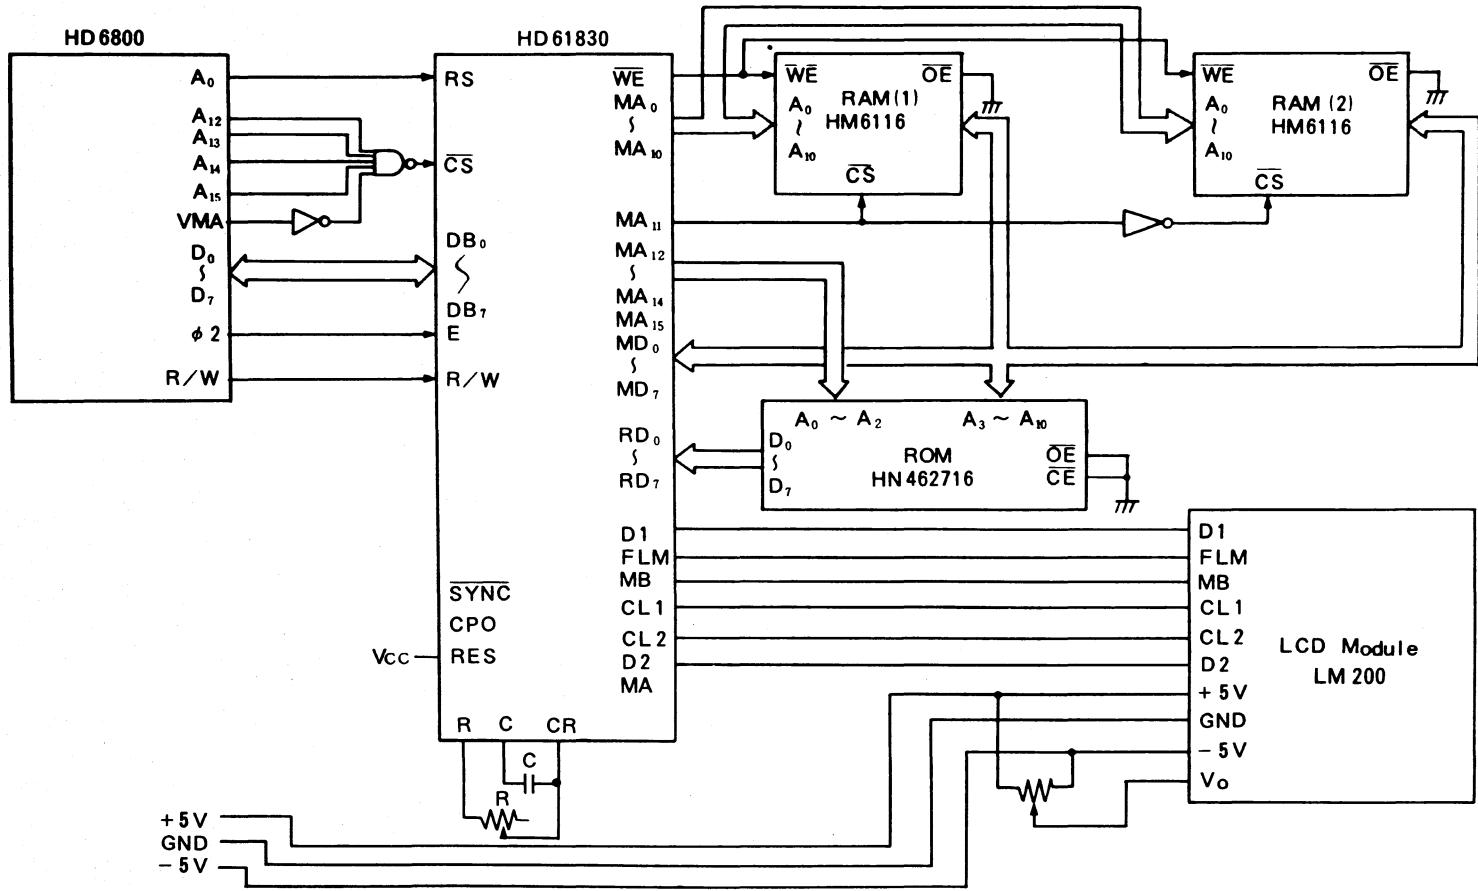 HD6800
A0
A12
A13
A14
A15
VMA
D0
~
D7
φ2
R/W
HD61830
RS
CS
DB0
~
DB7
E
R/W
SYNC
CPO
Vcc
RES
R
C
CR
C
R
WE
MA0
~
MA10
MA11
MA12
~
MA14
MA15
MD0
~
MD7
RD0
~
RD7
D1
FLM
MB
CL1
CL2
D2
MA
WE
OE
A0
~
A10
RAM(1)
HM6116
CS
WE
OE
A0
~
A10
RAM(2)
HM6116
CS
A0 ~ A2
A3 ~ A10
D0
~
D7
ROM
HN462716
OE
CE
D1
FLM
MB
CL1
CL2
D2
+5V
GND
-5V
Vo
LCD Module
LM200
+5V
GND
-5V